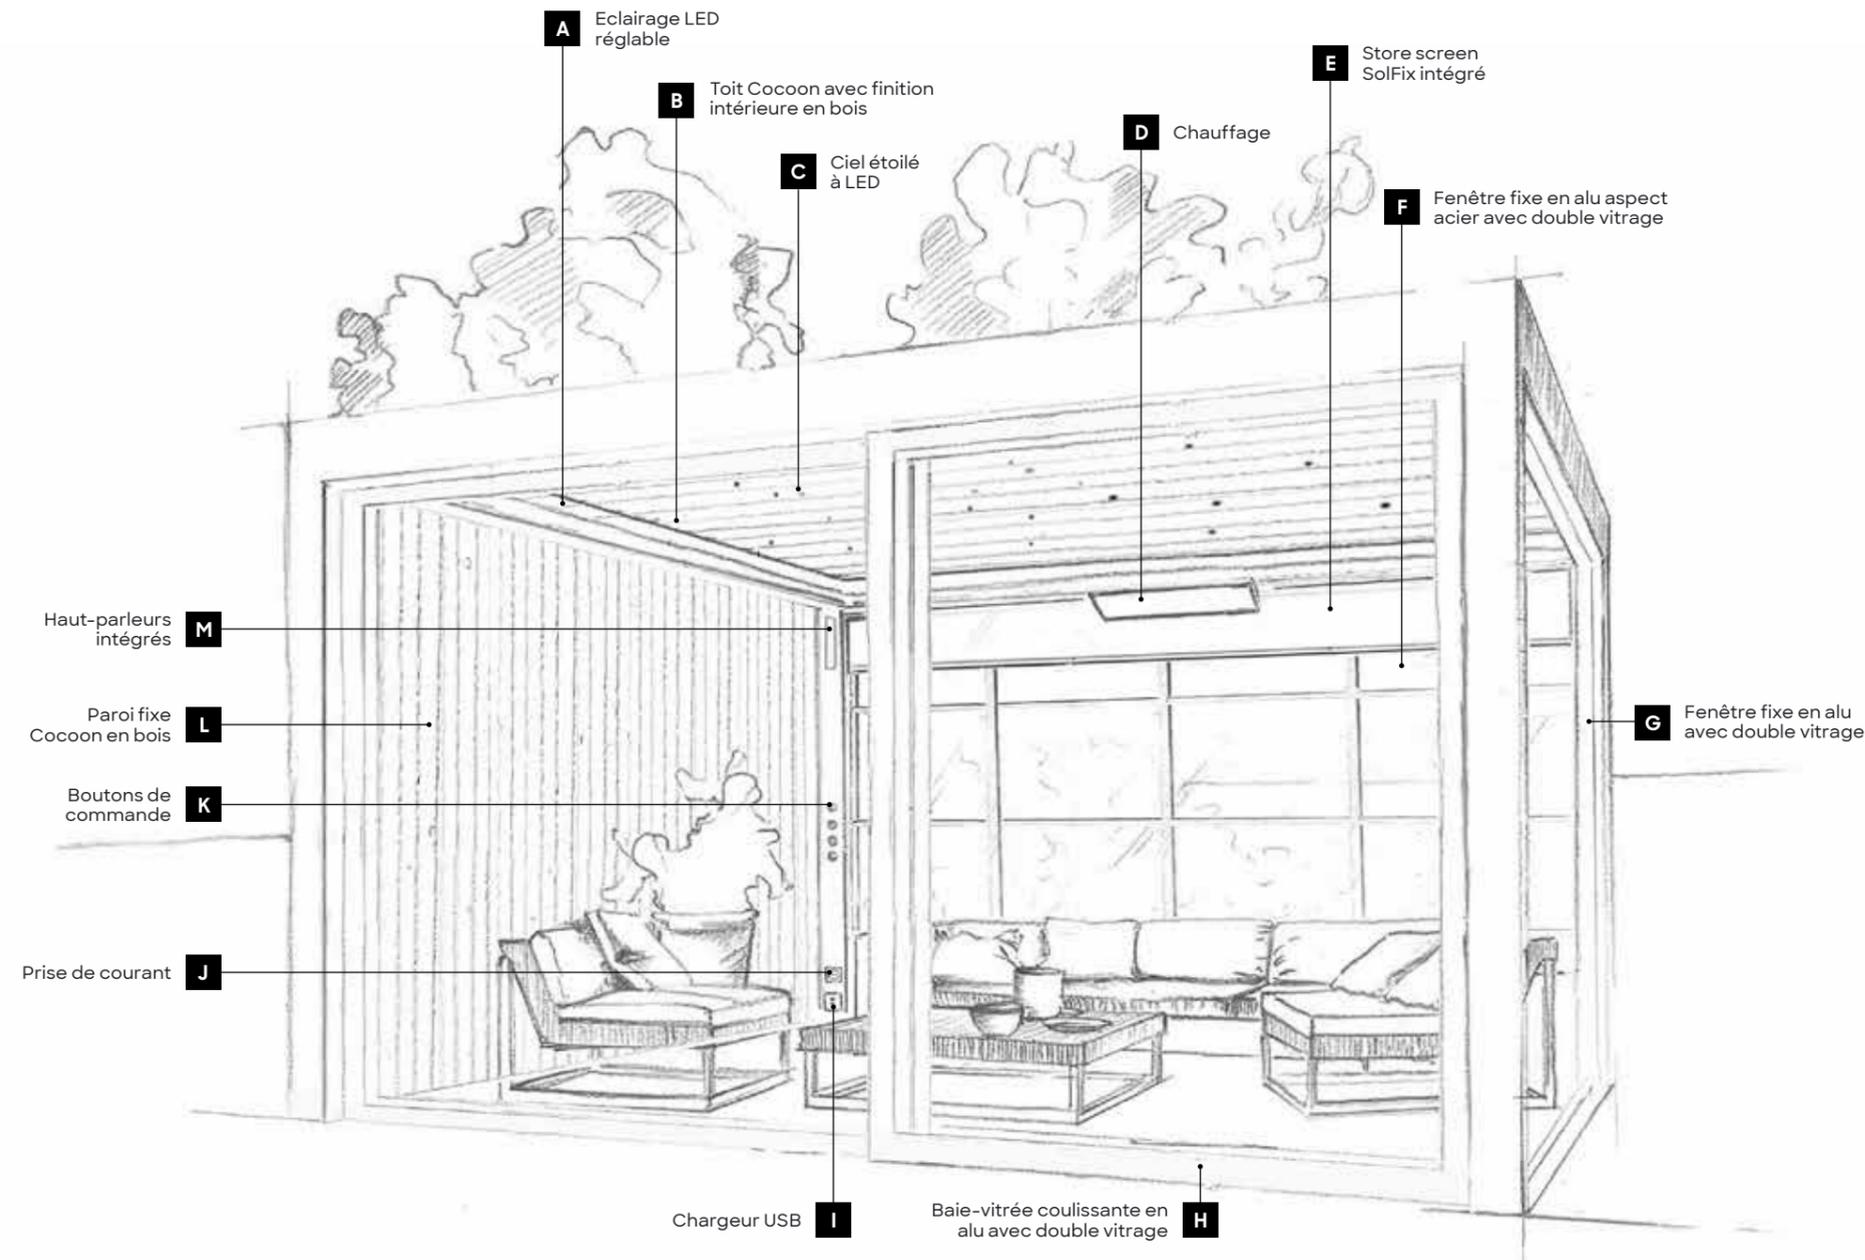 A
Eclairage LED
réglable
B
Toit Cocoon avec finition
intérieure en bois
C
Ciel étoilé
à LED
D
Chauffage
E
Store screen
SolFix intégré
F
Fenêtre fixe en alu aspect
acier avec double vitrage
G
Fenêtre fixe en alu
avec double vitrage
H
Baie-vitrée coulissante en
alu avec double vitrage
I
Chargeur USB
J
Prise de courant
K
Boutons de
commande
L
Paroi fixe
Cocoon en bois
M
Haut-parleurs
intégrés